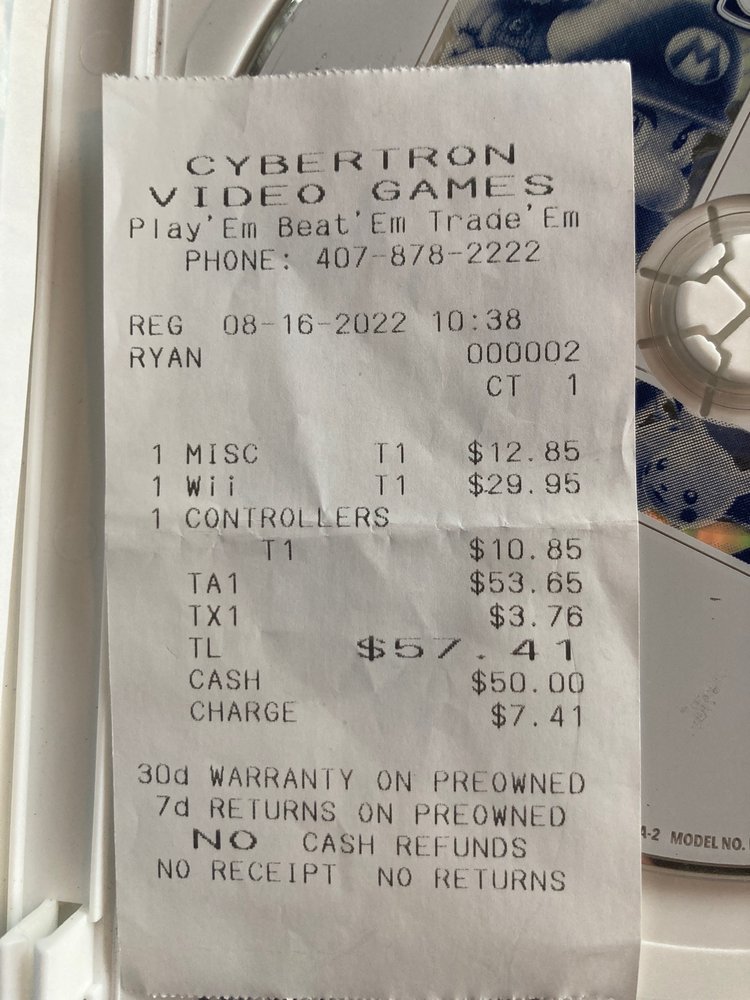 CYBERTRON
VIDEO GAMES
Play'Em Beat'Em Trade'Em
PHONE: 407-878-2222
REG 08-16-2022 10:38
RYAN 000002
CT 1
1 MISC T1 $12.85
1 Wii T1 $29.95
1 CONTROLLERS
T1 $10.85
TA1 $53.65
TX1 $3.76
TL $57.41
CASH $50.00
CHARGE $7.41
30d WARRANTY ON PREOWNED
7d RETURNS ON PREOWNED
NO CASH REFUNDS
NO RECEIPT NO RETURNS
M
-2 MODEL NO.